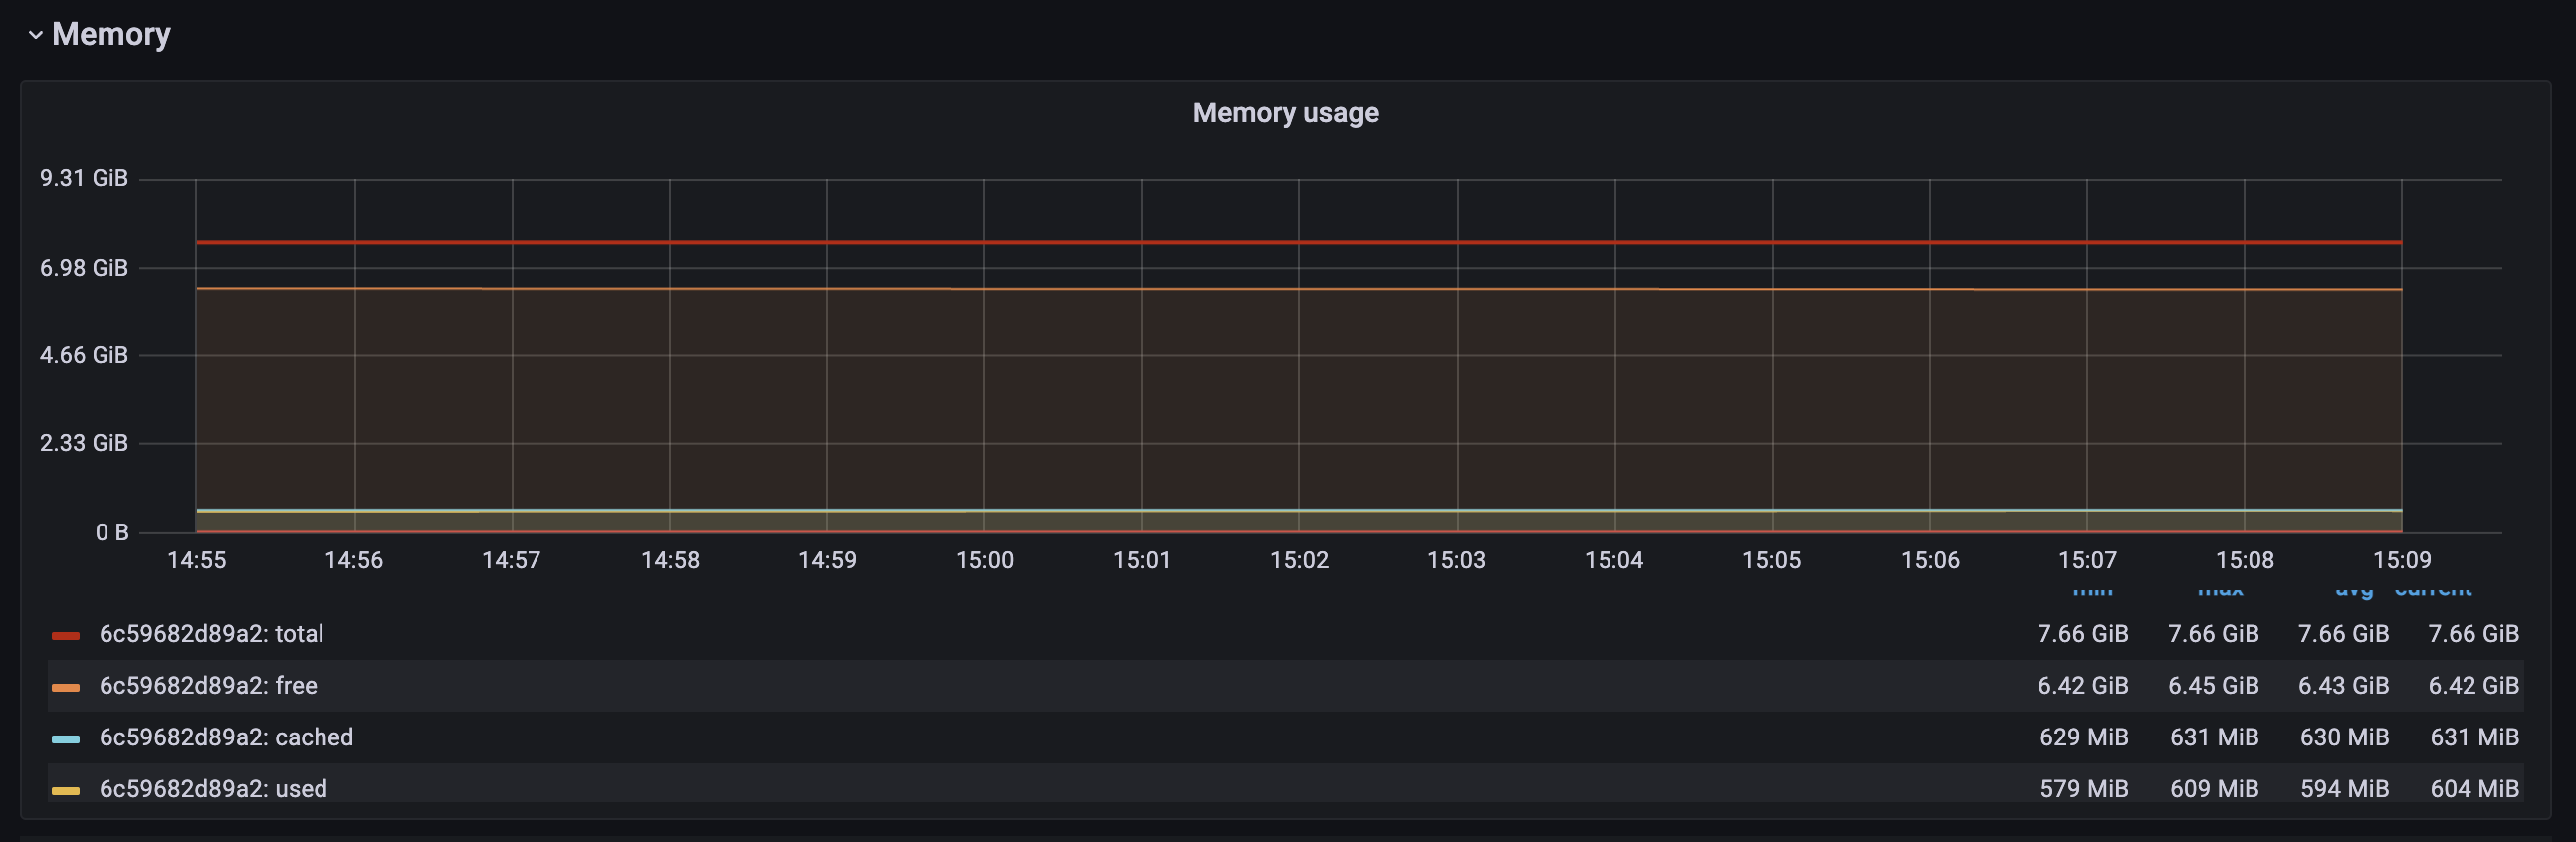 Memory
Memory usage
9.31 GiB
6.98 GiB
4.66 GiB
2.33 GiB
0 B
14:55 14:56 14:57 14:58 14:59 15:00 15:01 15:02 15:03 15:04 15:05 15:06 15:07 15:08 15:09
min max avg current
6c59682d89a2: total 7.66 GiB 7.66 GiB 7.66 GiB 7.66 GiB
6c59682d89a2: free 6.42 GiB 6.45 GiB 6.43 GiB 6.42 GiB
6c59682d89a2: cached 629 MiB 631 MiB 630 MiB 631 MiB
6c59682d89a2: used 579 MiB 609 MiB 594 MiB 604 MiB